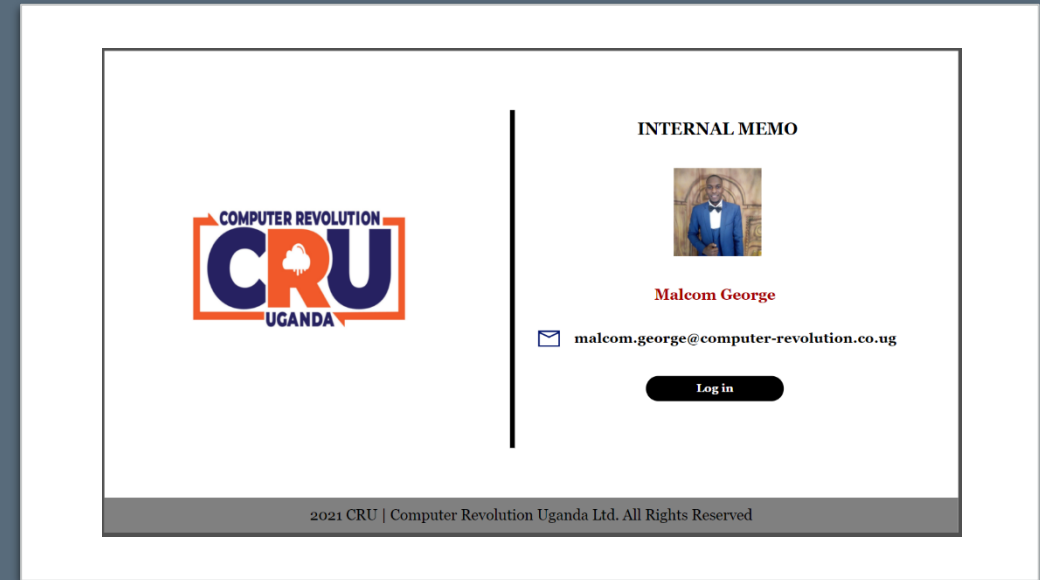 COMPUTER REVOLUTION
CRU
UGANDA
INTERNAL MEMO
Malcom George
malcom.george@computer-revolution.co.ug
Log in
2021 CRU | Computer Revolution Uganda Ltd. All Rights Reserved